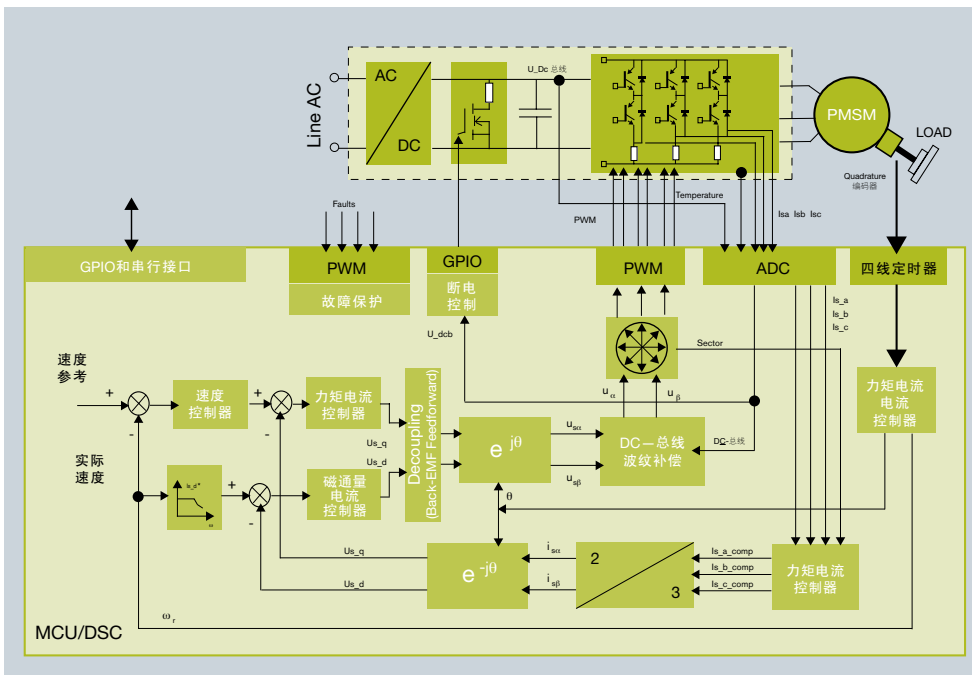 Line AC
AC
DC
U_Dc 总线
PMSM
LOAD
Quadrature
编码器
Faults
PWM
Temperature
Isa Isb Isc
GPIO和串行接口
PWM
故障保护
GPIO
断电
控制
PWM
ADC
四线定时器
U_dcb
Is_a
Is_b
Is_c
Sector
速度
参考
+
-
速度
控制器
+
-
力矩电流
控制器
Us_q
Us_d
Decoupling
(Back-EMF Feedforward)
e jθ
usα
usβ
uα
uβ
DC—总线
波纹补偿
DC-总线
力矩电流
电流
控制器
实际
速度
Is_d*
ω
+
-
磁通量
电流
控制器
θ
Us_q
Us_d
e -jθ
isα
isβ
2
3
Is_a_comp
Is_b_comp
Is_c_comp
力矩电流
控制器
ωr
MCU/DSC